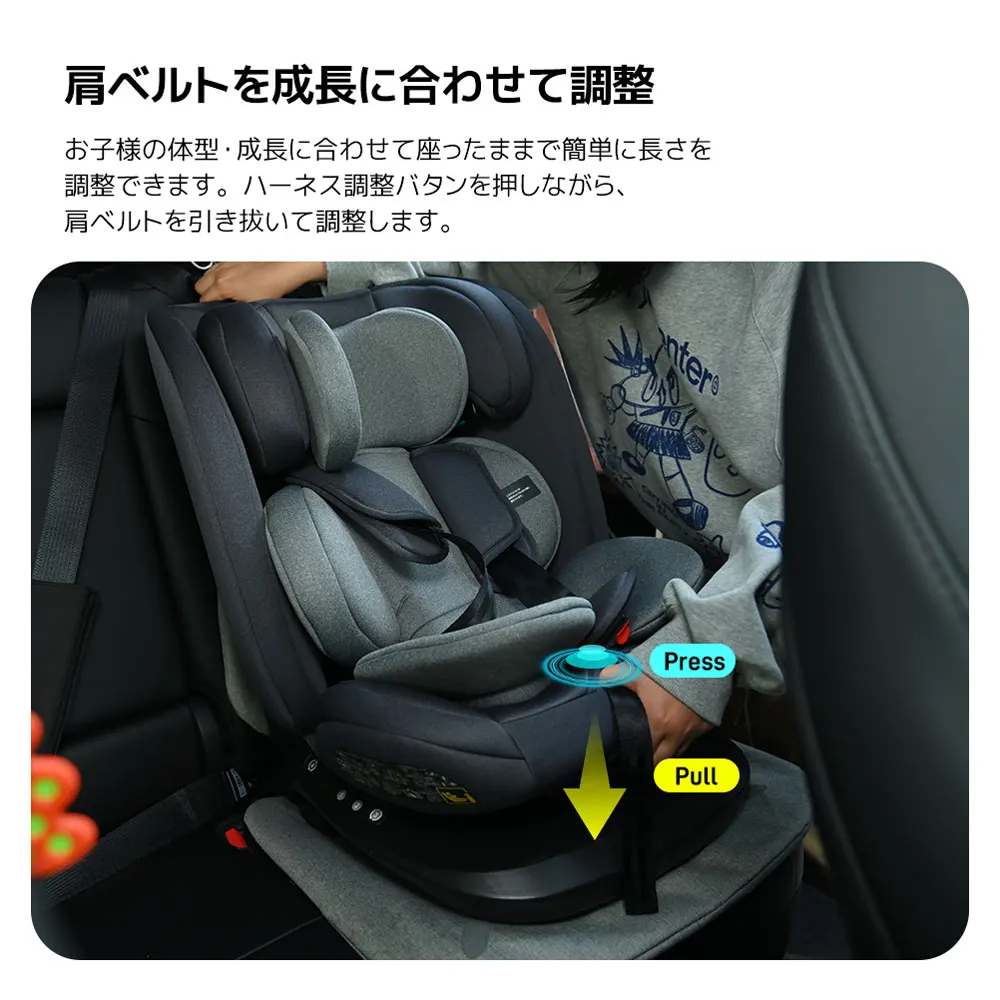 肩ベルトを成長に合わせて調整
お子様の体型・成長に合わせて座ったままで簡単に長さを
調整できます。ハーネス調整バタンを押しながら、
肩ベルトを引き抜いて調整します。
enter
Press
Pull